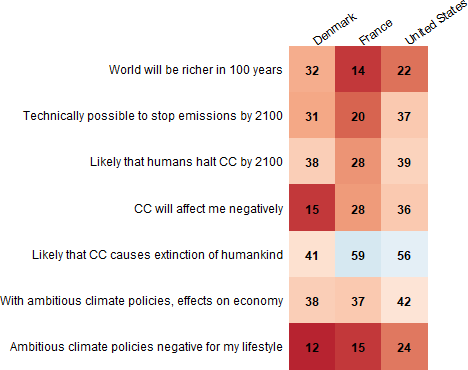 Denmark France United States
World will be richer in 100 years 32 14 22
Technically possible to stop emissions by 2100 31 20 37
Likely that humans halt CC by 2100 38 28 39
CC will affect me negatively 15 28 36
Likely that CC causes extinction of humankind 41 59 56
With ambitious climate policies, effects on economy 38 37 42
Ambitious climate policies negative for my lifestyle 12 15 24